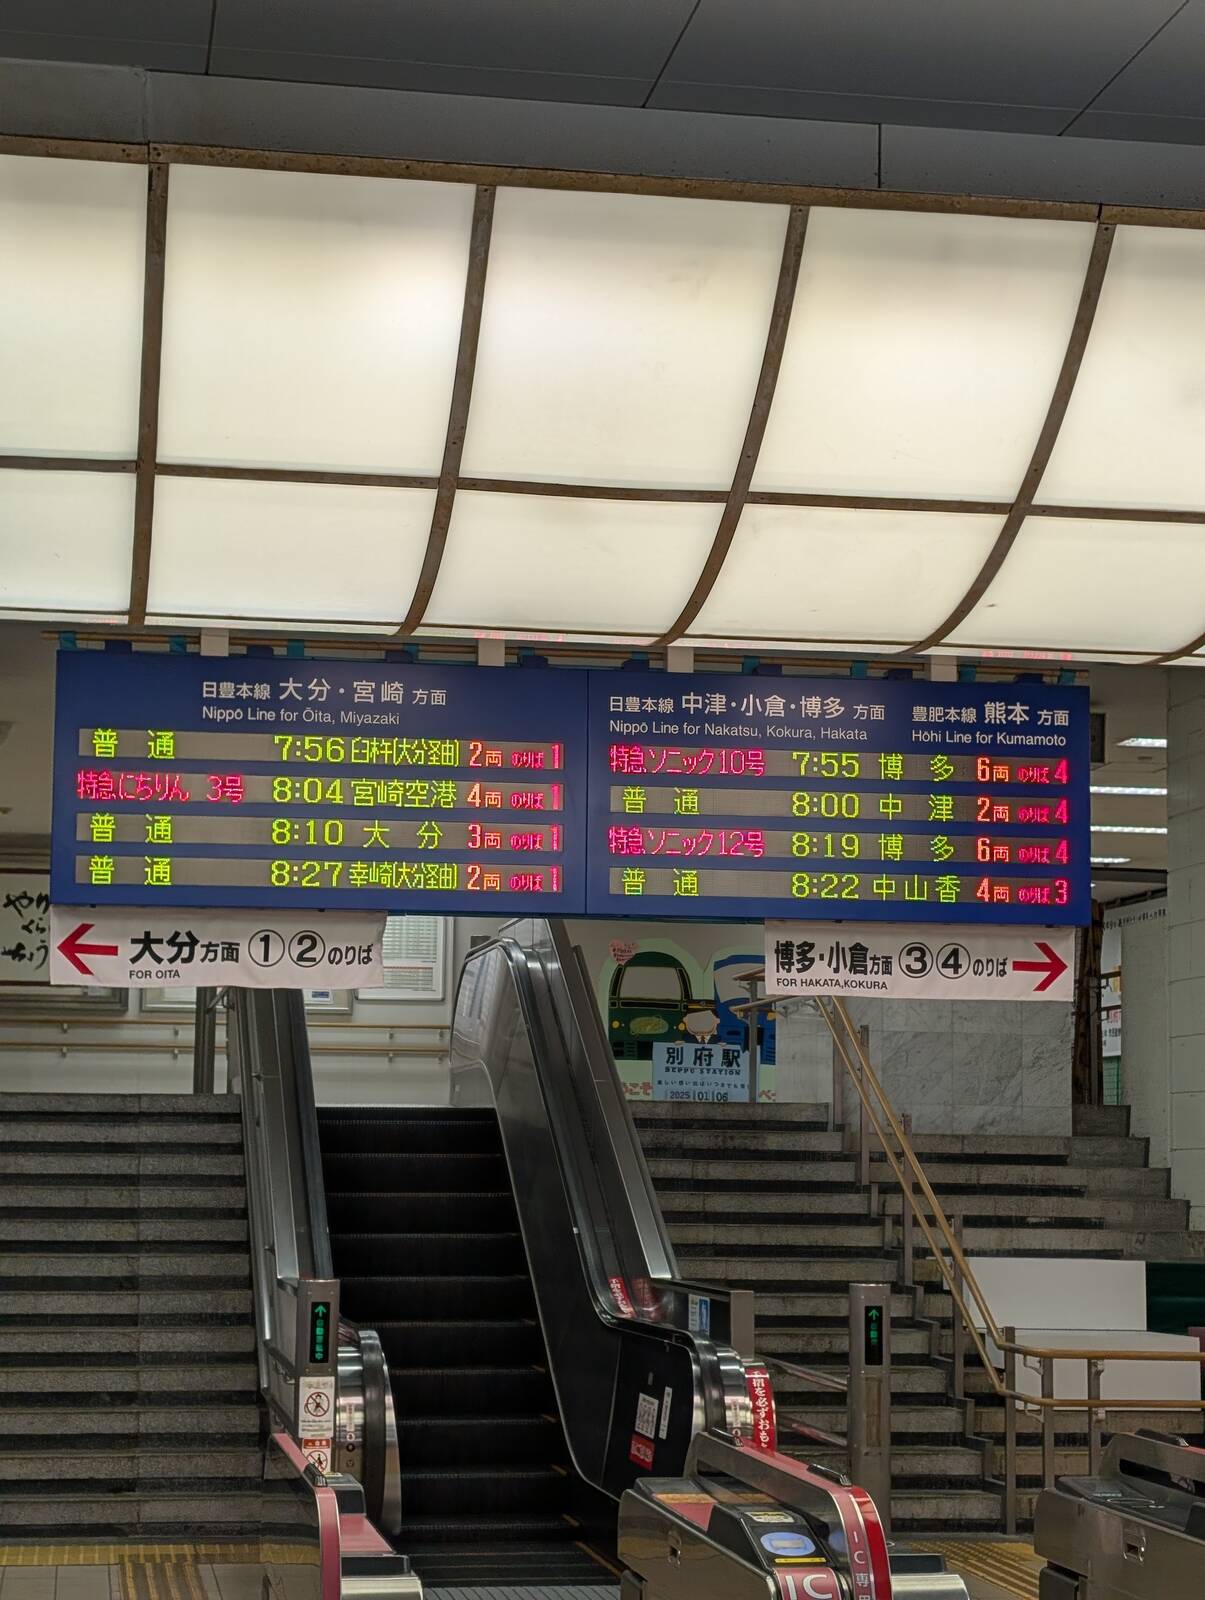 日豊本線 大分・宮崎 方面
Nippō Line for Ōita, Miyazaki
普通 7:56 臼杵(大分経由) 2両 のりば 1
特急にちりん 3号 8:04 宮崎空港 4両 のりば 1
普通 8:10 大分 3両 のりば 1
普通 8:27 幸崎(大分経由) 2両 のりば 1
日豊本線 中津・小倉・博多 方面
Nippō Line for Nakatsu, Kokura, Hakata
豊肥本線 熊本 方面
Hōhi Line for Kumamoto
特急ソニック10号 7:55 博多 6両 のりば 4
普通 8:00 中津 2両 のりば 4
特急ソニック12号 8:19 博多 6両 のりば 4
普通 8:22 中山香 4両 のりば 3
大分方面 ①②のりば
FOR OITA
博多・小倉方面 ③④のりば
FOR HAKATA,KOKURA
別府駅
BEPPU STATION
2025 01 06
IC
IC専用